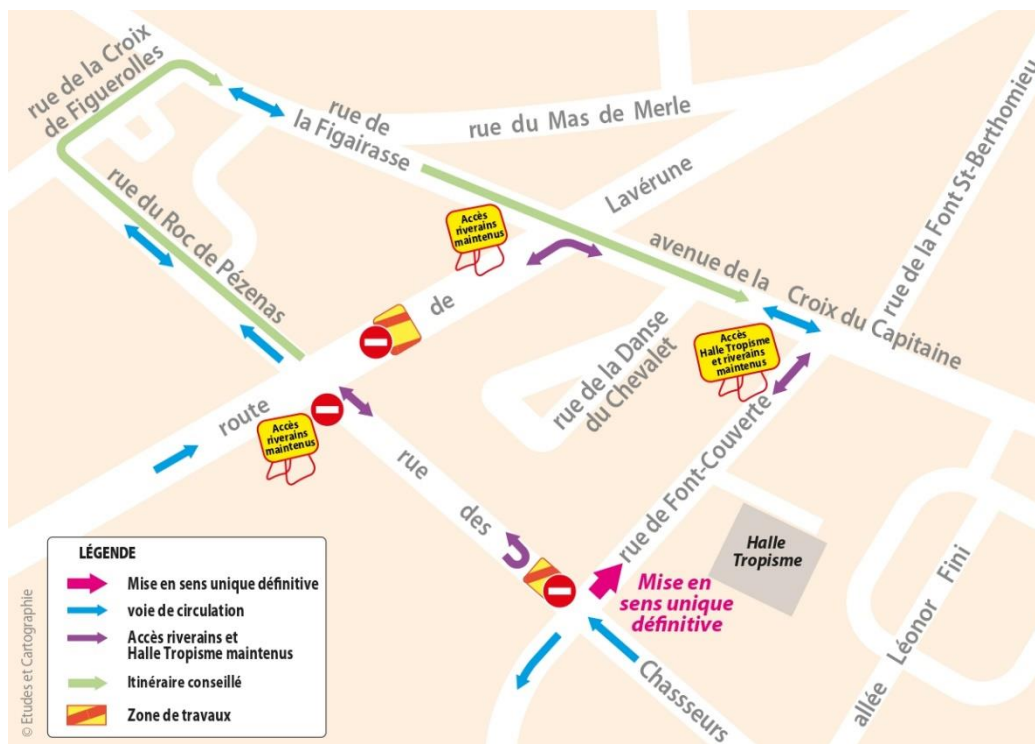 rue de la Croix
de Figuerolles
rue de
la Figairasse
rue du Mas de Merle
Lavérune
rue de la Font St-Berthomieu
rue du Roc de Pézenas
Accès
riverains
maintenus
avenue de la
Croix du Capitaine
de
Accès
Halle Tropisme
et riverains
maintenus
rue de la Danse
du Chevalet
route
Accès
riverains
maintenus
rue
des
rue de Font-Couverte
Halle
Tropisme
Mise en
sens unique
définitive
Chassseurs
allée Léonor Fini
LÉGENDE
Mise en sens unique définitive
voie de circulation
Accès riverains et
Halle Tropisme maintenus
Itinéraire conseillé
Zone de travaux
© Etudes et Cartographie